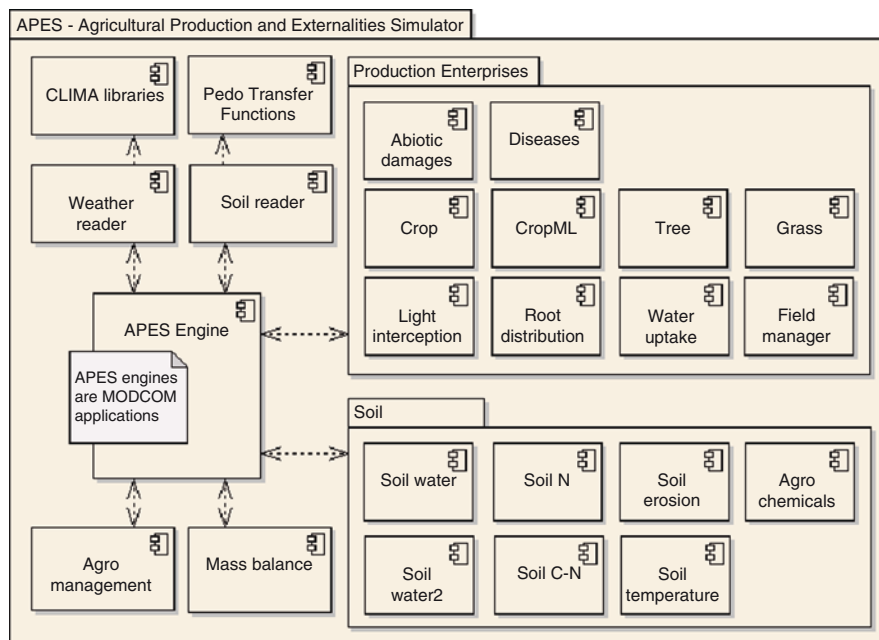 APES - Agricultural Production and Externalities Simulator
CLIMA libraries
Pedo Transfer
Functions
Weather
reader
Soil reader
APES Engine
APES engines
are MODCOM
applications
Agro
management
Mass balance
Production Enterprises
Abiotic
damages
Diseases
Crop
CropML
Tree
Grass
Light
interception
Root
distribution
Water
uptake
Field
manager
Soil
Soil water
Soil N
Soil
erosion
Agro
chemicals
Soil
water2
Soil C-N
Soil
temperature